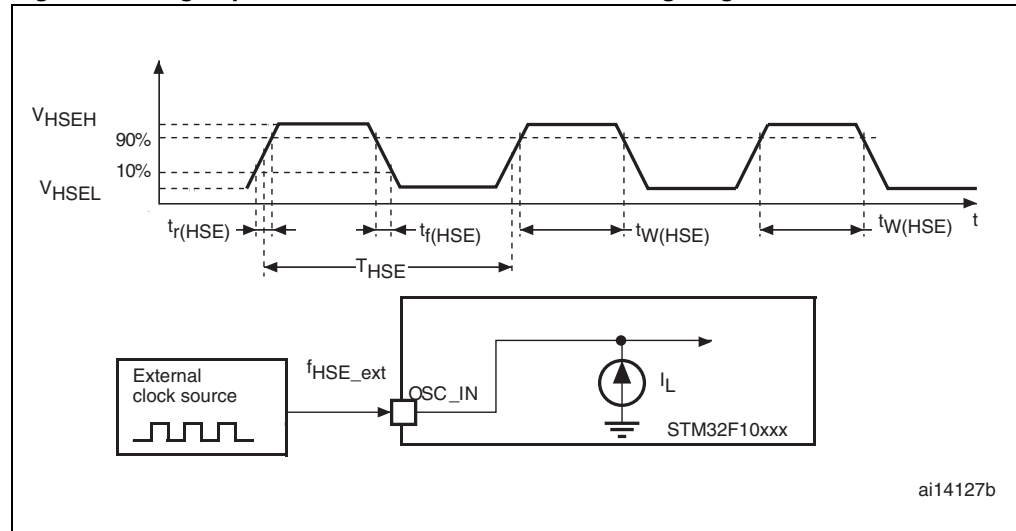 VHSEH
90%
10%
VHSEL
tr(HSE)
tf(HSE)
tW(HSE)
tW(HSE)
t
THSE
External
clock source
fHSE_ext
OSC_IN
IL
STM32F10xxx
ai14127b